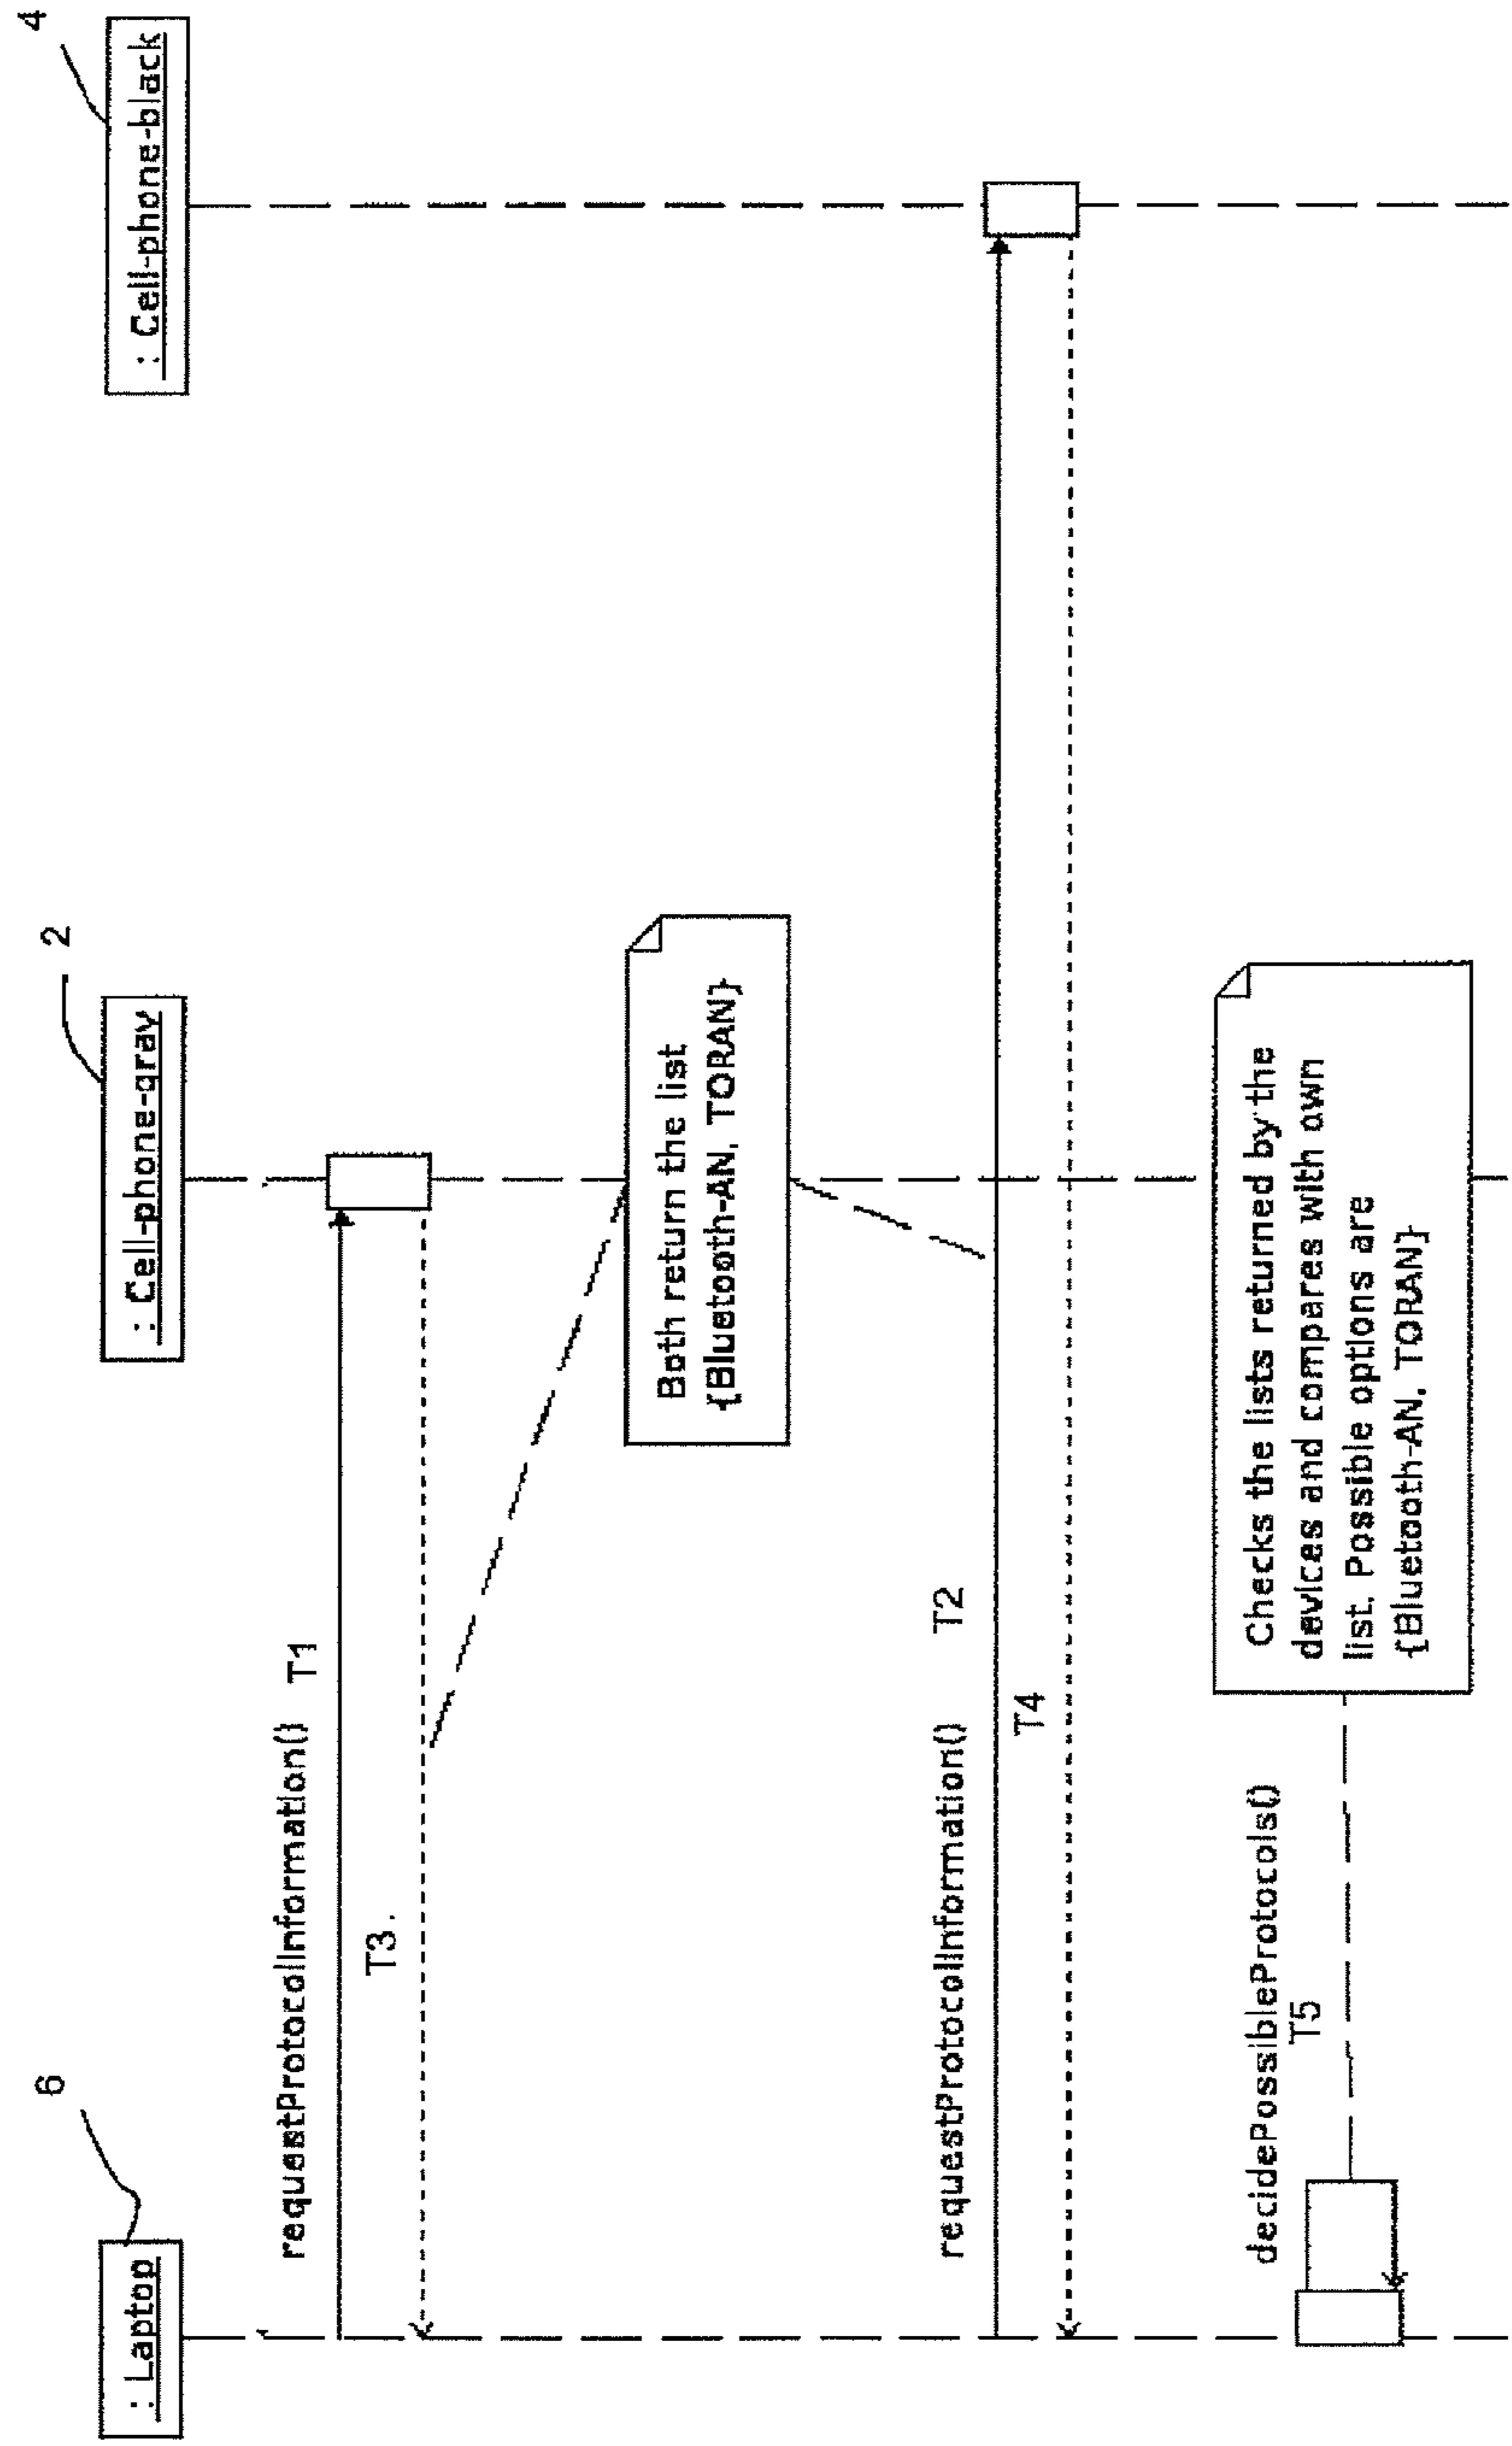 6
: Laptop
2
: Cell-phone-gray
4
: Cell-phone-black
requestProtocolInformation() T1
T3.
Both return the list
{Bluetooth-AN, TORAN}
requestProtocolInformation() T2
T4
decidePossibleProtocols()
T5
Checks the lists returned by the
devices and compares with own
list. Possible options are
{Bluetooth-AN, TORAN}